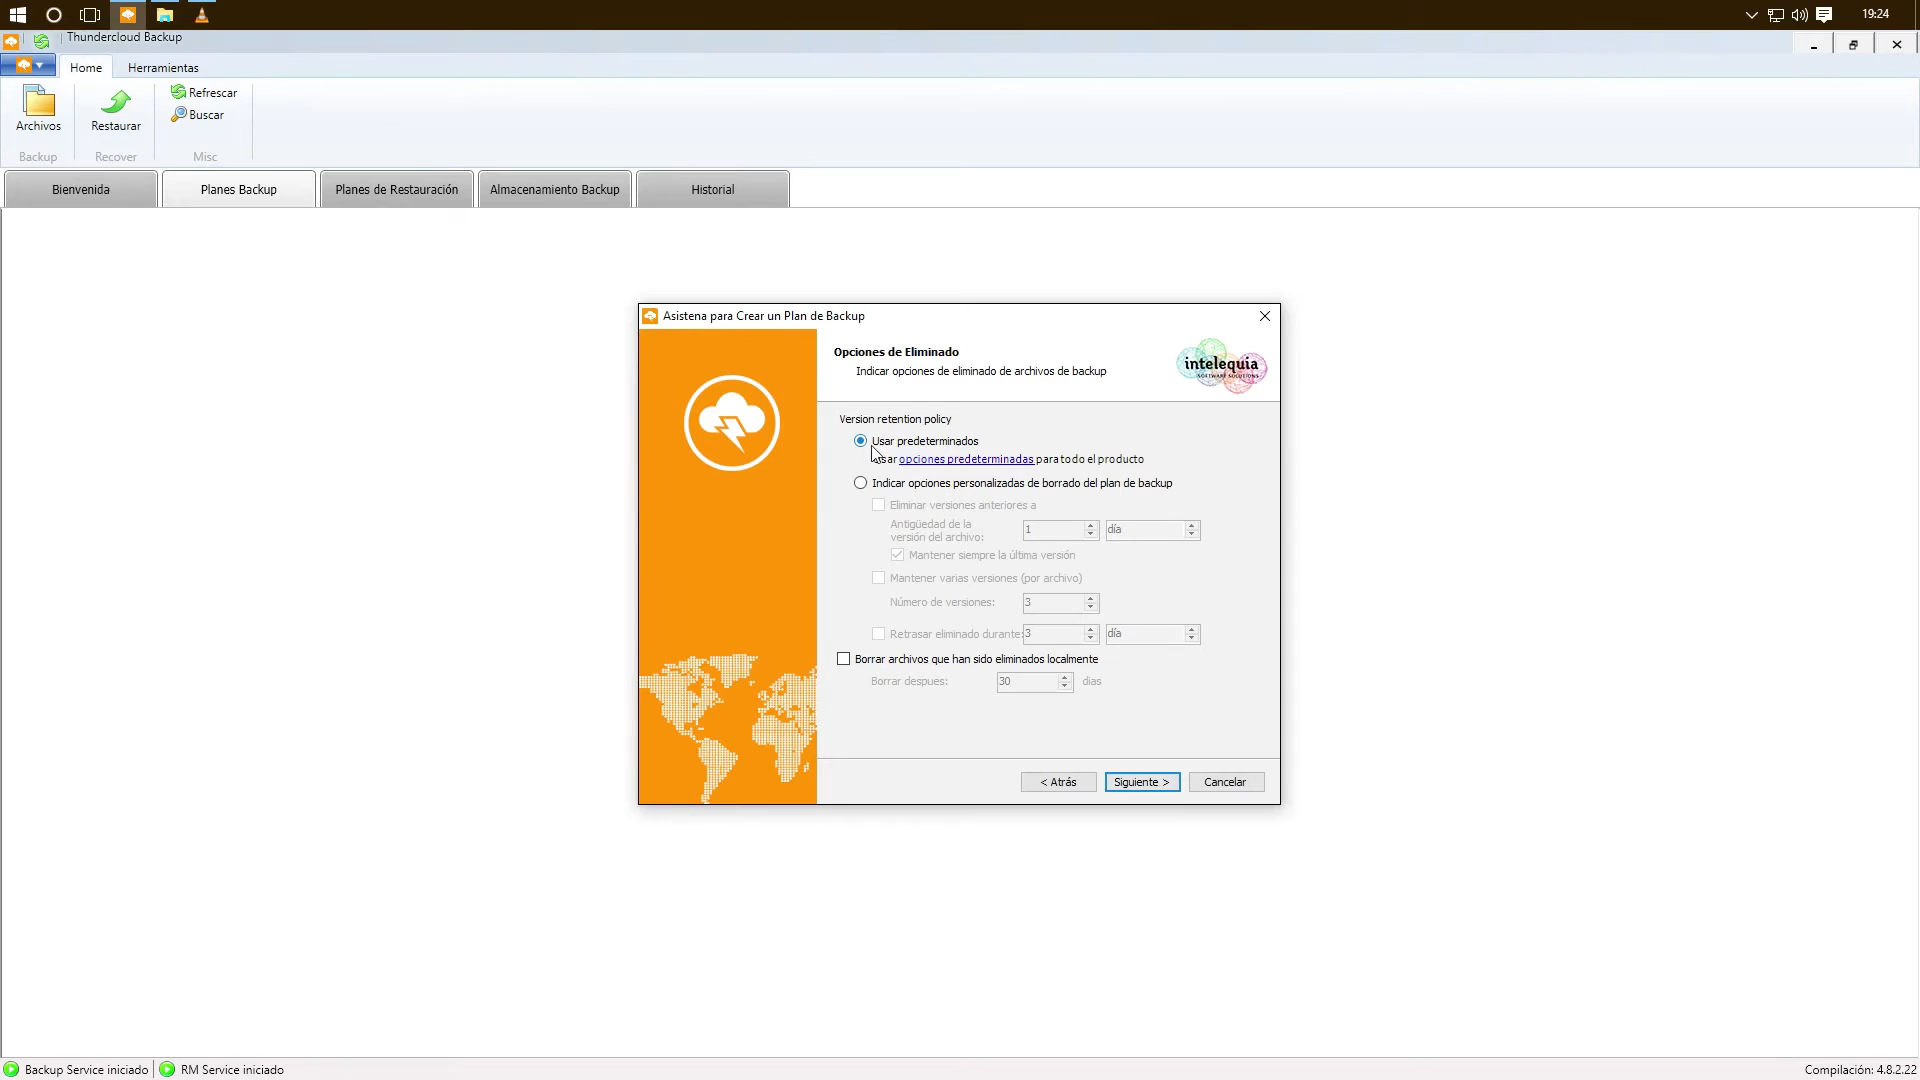 19:24
Thundercloud Backup
Home
Herramientas
Archivos
Restaurar
Refrescar
Buscar
Backup
Recover
Misc
Bienvenida
Planes Backup
Planes de Restauración
Almacenamiento Backup
Historial
Asistena para Crear un Plan de Backup
Opciones de Eliminado
Indicar opciones de eliminado de archivos de backup
intelequia
SOFTWARE SOLUTIONS
Version retention policy
Usar predeterminados
opciones predeterminadas para todo el producto
Indicar opciones personalizadas de borrado del plan de backup
Eliminar versiones anteriores a
Antigüedad de la
versión del archivo:
1
día
Mantener siempre la última versión
Mantener varias versiones (por archivo)
Número de versiones:
3
Retrasar eliminado durante:
3
día
Borrar archivos que han sido eliminados localmente
Borrar despues:
30
dias
< Atrás
Siguiente >
Cancelar
Backup Service iniciado
RM Service iniciado
Compilación: 4.8.2.22